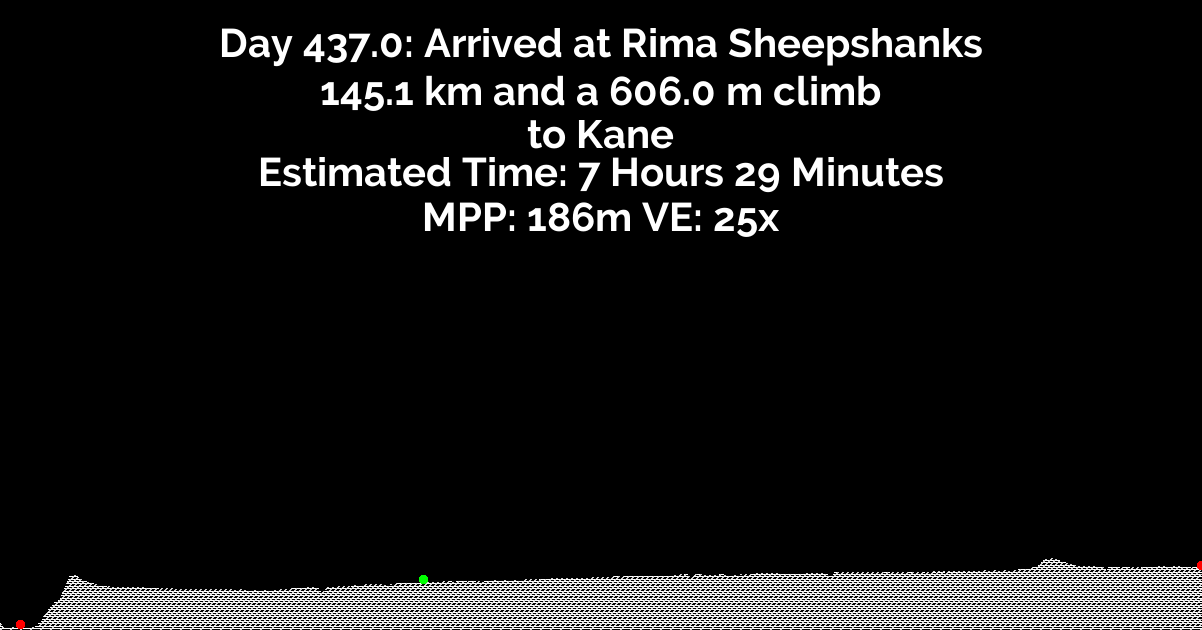 Day 437.0: Arrived at Rima Sheepshanks
145.1 km and a 606.0 m climb
to Kane
Estimated Time: 7 Hours 29 Minutes
MPP: 186m VE: 25x